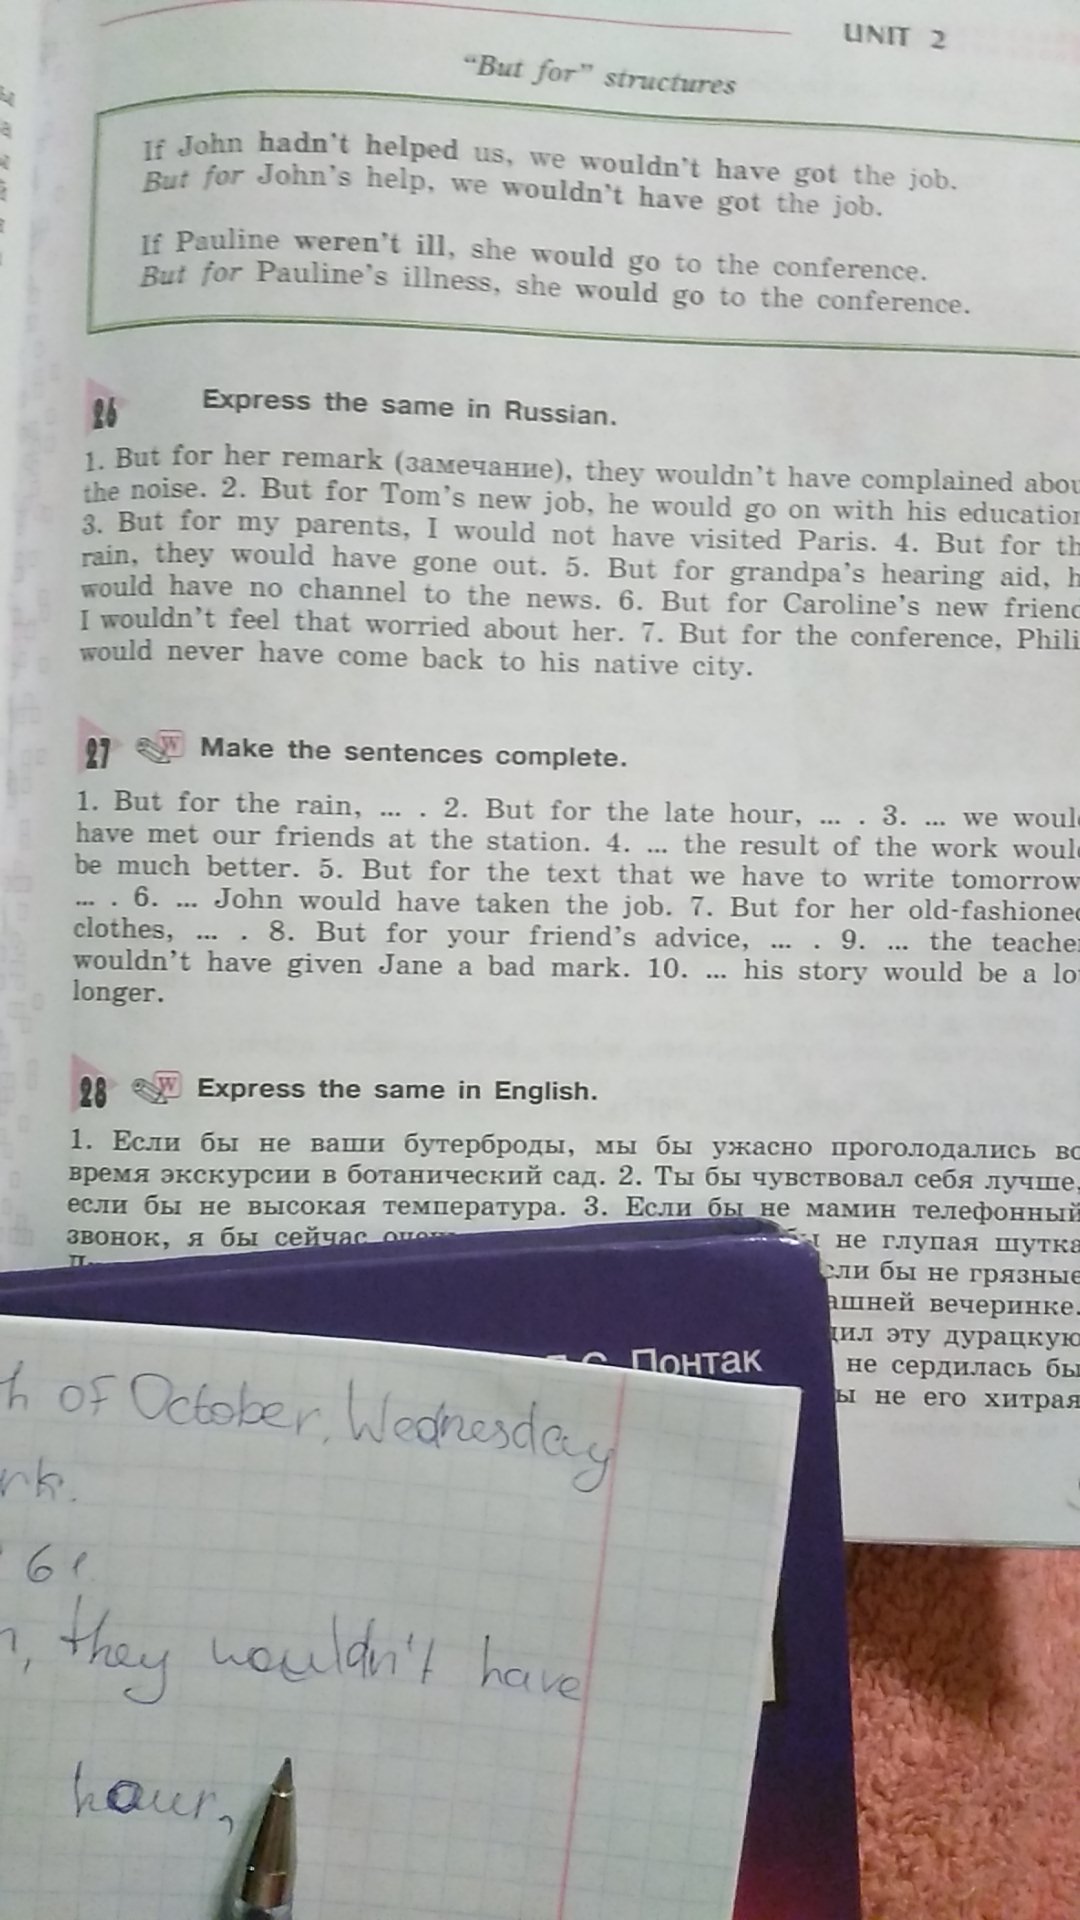 UNIT 2
"But for" structures
If John hadn't helped us, we wouldn't have got the job.
But for John's help, we wouldn't have got the job.
If Pauline weren't ill, she would go to the conference.
But for Pauline's illness, she would go to the conference.
26 Express the same in Russian.
1. But for her remark (замечание), they wouldn't have complained abou
the noise. 2. But for Tom's new job, he would go on with his education
3. But for my parents, I would not have visited Paris. 4. But for th
rain, they would have gone out. 5. But for grandpa's hearing aid, h
would have no channel to the news. 6. But for Caroline's new friend
I wouldn't feel that worried about her. 7. But for the conference, Phili
would never have come back to his native city.
27 W Make the sentences complete.
1. But for the rain, ... . 2. But for the late hour, ... . 3. ... we would
have met our friends at the station. 4. ... the result of the work would
be much better. 5. But for the text that we have to write tomorrow
... . 6. ... John would have taken the job. 7. But for her old-fashioned
clothes, ... . 8. But for your friend's advice, ... . 9. ... the teacher
wouldn't have given Jane a bad mark. 10. ... his story would be a lo
longer.
28 W Express the same in English.
1. Если бы не ваши бутерброды, мы бы ужасно проголодались во
время экскурсии в ботанический сад. 2. Ты бы чувствовал себя лучше,
если бы не высокая температура. 3. Если бы не мамин телефонный
звонок, я бы сейчас не глупая шутка
сли бы не грязные
ашней вечеринке.
дил эту дурацкую
не сердилась бы
ы не его хитрая
Понтак
th of October, Wednesday
rk.
61
n, they wouldn't have
hour,